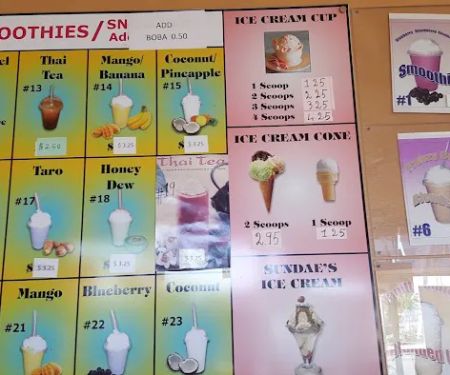 SMOOTHIES/SN
Add
ADD
BOBA 0.50
Thai
Tea
#13
$2.50
Mango/
Banana
#14
$ 3.25
Coconut/
Pineapple
#15
$ 3.25
Taro
#17
$ 3.25
Honey
Dew
#18
$ 3.25
Thai Tea
#19
Mango
#21
Blueberry
#22
Coconut
#23
ICE CREAM CUP
1 Scoop 1.25
2 Scoops 2.25
3 Scoops 3.25
4 Scoops 4.25
ICE CREAM CONE
2 Scoops
2.95
1 Scoop
1.25
SUNDAE'S
ICE CREAM
Smoothi
#1
#6